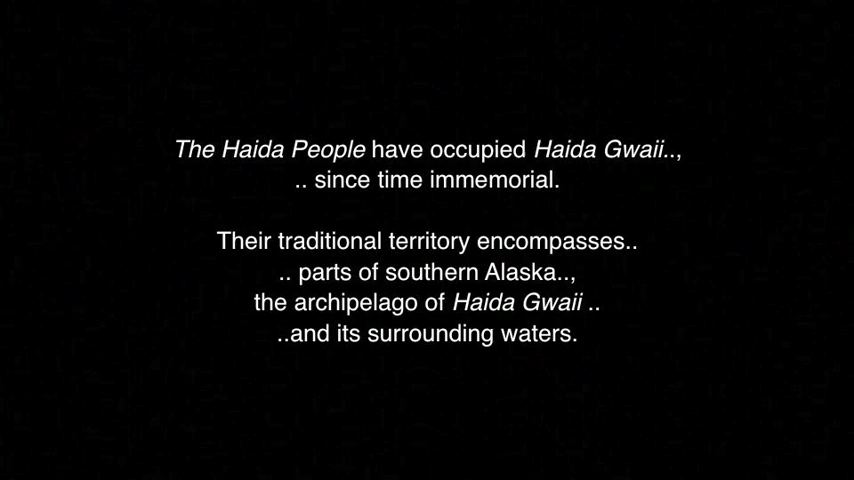 The Haida People have occupied Haida Gwaii..,
.. since time immemorial.
Their traditional territory encompasses..
.. parts of southern Alaska..,
the archipelago of Haida Gwaii ..
..and its surrounding waters.